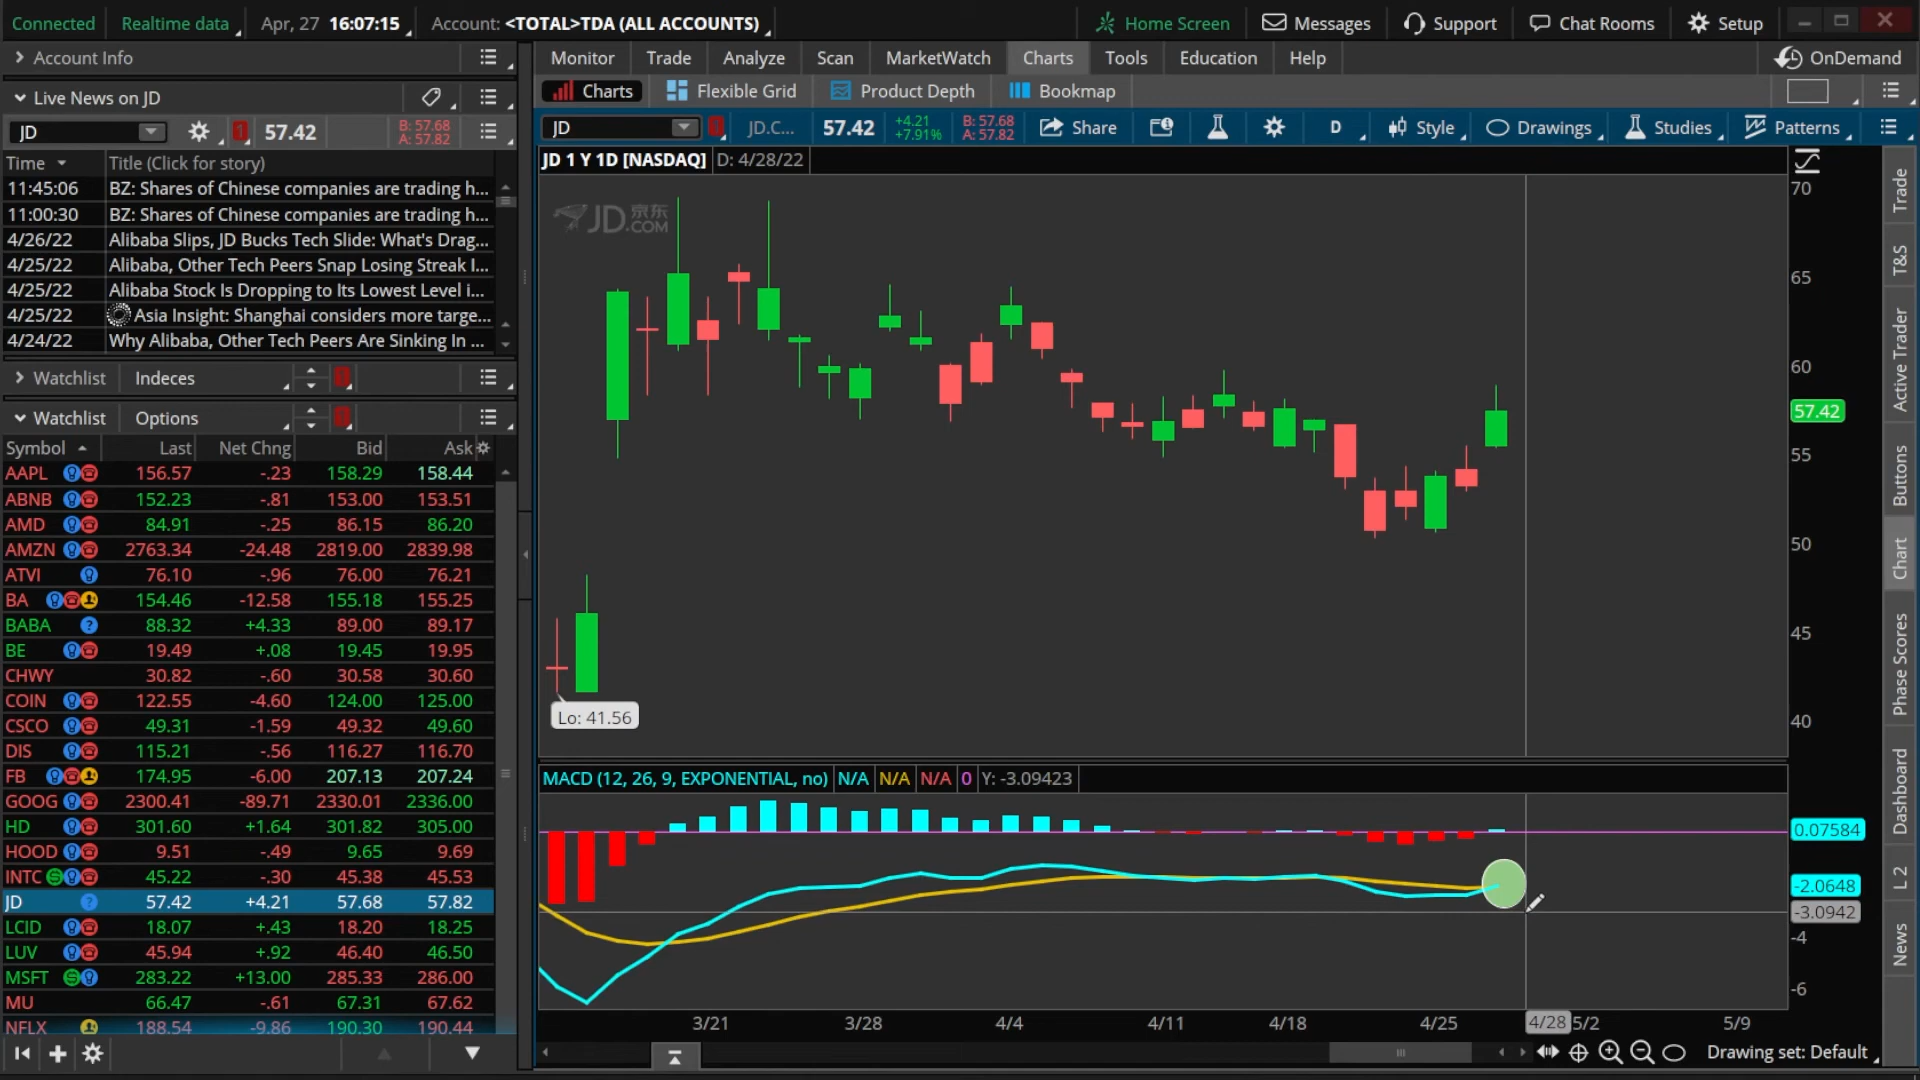 Connected Realtime data Apr, 27 16:07:15 Account: <TOTAL>TDA (ALL ACCOUNTS) Home Screen Messages Support Chat Rooms Setup
Account Info
Monitor Trade Analyze Scan MarketWatch Charts Tools Education Help OnDemand
Live News on JD
Charts Flexible Grid Product Depth Bookmap
JD 57.42 B: 57.68 A: 57.82
JD JD.C... 57.42 +4.21 +7.91% B: 57.68 A: 57.82 Share D Style Drawings Studies Patterns
Time Title (Click for story)
11:45:06 BZ: Shares of Chinese companies are trading h...
11:00:30 BZ: Shares of Chinese companies are trading h...
4/26/22 Alibaba Slips, JD Bucks Tech Slide: What's Drag...
4/25/22 Alibaba, Other Tech Peers Snap Losing Streak I...
4/25/22 Alibaba Stock Is Dropping to Its Lowest Level i...
4/25/22 Asia Insight: Shanghai considers more targe...
4/24/22 Why Alibaba, Other Tech Peers Are Sinking In ...
Watchlist Indeces
Watchlist Options
Symbol Last Net Chng Bid Ask
AAPL 156.57 -.23 158.29 158.44
ABNB 152.23 -.81 153.00 153.51
AMD 84.91 -.25 86.15 86.20
AMZN 2763.34 -24.48 2819.00 2839.98
ATVI 76.10 -.96 76.00 76.21
BA 154.46 -12.58 155.18 155.25
BABA 88.32 +4.33 89.00 89.17
BE 19.49 +.08 19.45 19.95
CHWY 30.82 -.60 30.58 30.60
COIN 122.55 -4.60 124.00 125.00
CSCO 49.31 -1.59 49.32 49.60
DIS 115.21 -.56 116.27 116.70
FB 174.95 -6.00 207.13 207.24
GOOG 2300.41 -89.71 2330.01 2336.00
HD 301.60 +1.64 301.82 305.00
HOOD 9.51 -.49 9.65 9.69
INTC 45.22 -.30 45.38 45.53
JD 57.42 +4.21 57.68 57.82
LCID 18.07 +.43 18.20 18.25
LUV 45.94 +.92 46.40 46.50
MSFT 283.22 +13.00 285.33 286.00
MU 66.47 -.61 67.31 67.62
NFLX 188.54 -9.86 190.30 190.44
JD 1 Y 1D [NASDAQ] D: 4/28/22
JD京东
.COM
70
65
60
57.42
55
50
45
40
Lo: 41.56
MACD (12, 26, 9, EXPONENTIAL, no) N/A N/A N/A 0 Y: -3.09423
0.07584
-2.0648
-3.0942
-4
-6
3/21 3/28 4/4 4/11 4/18 4/25 4/28 5/2 5/9
Drawing set: Default
Trade
T&S
Active Trader
Buttons
Chart
Phase Scores
Dashboard
L 2
News